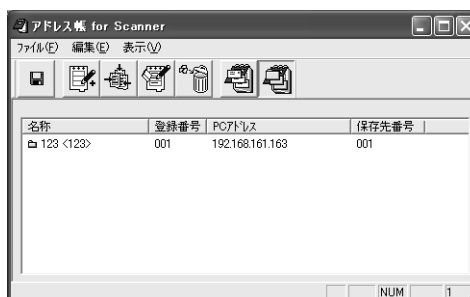 アドレス帳 for Scanner
ファイル(F) 編集(E) 表示(V)
名称 登録番号 PCアドレス 保存先番号
123 <123> 001 192.168.161.163 001
NUM 1